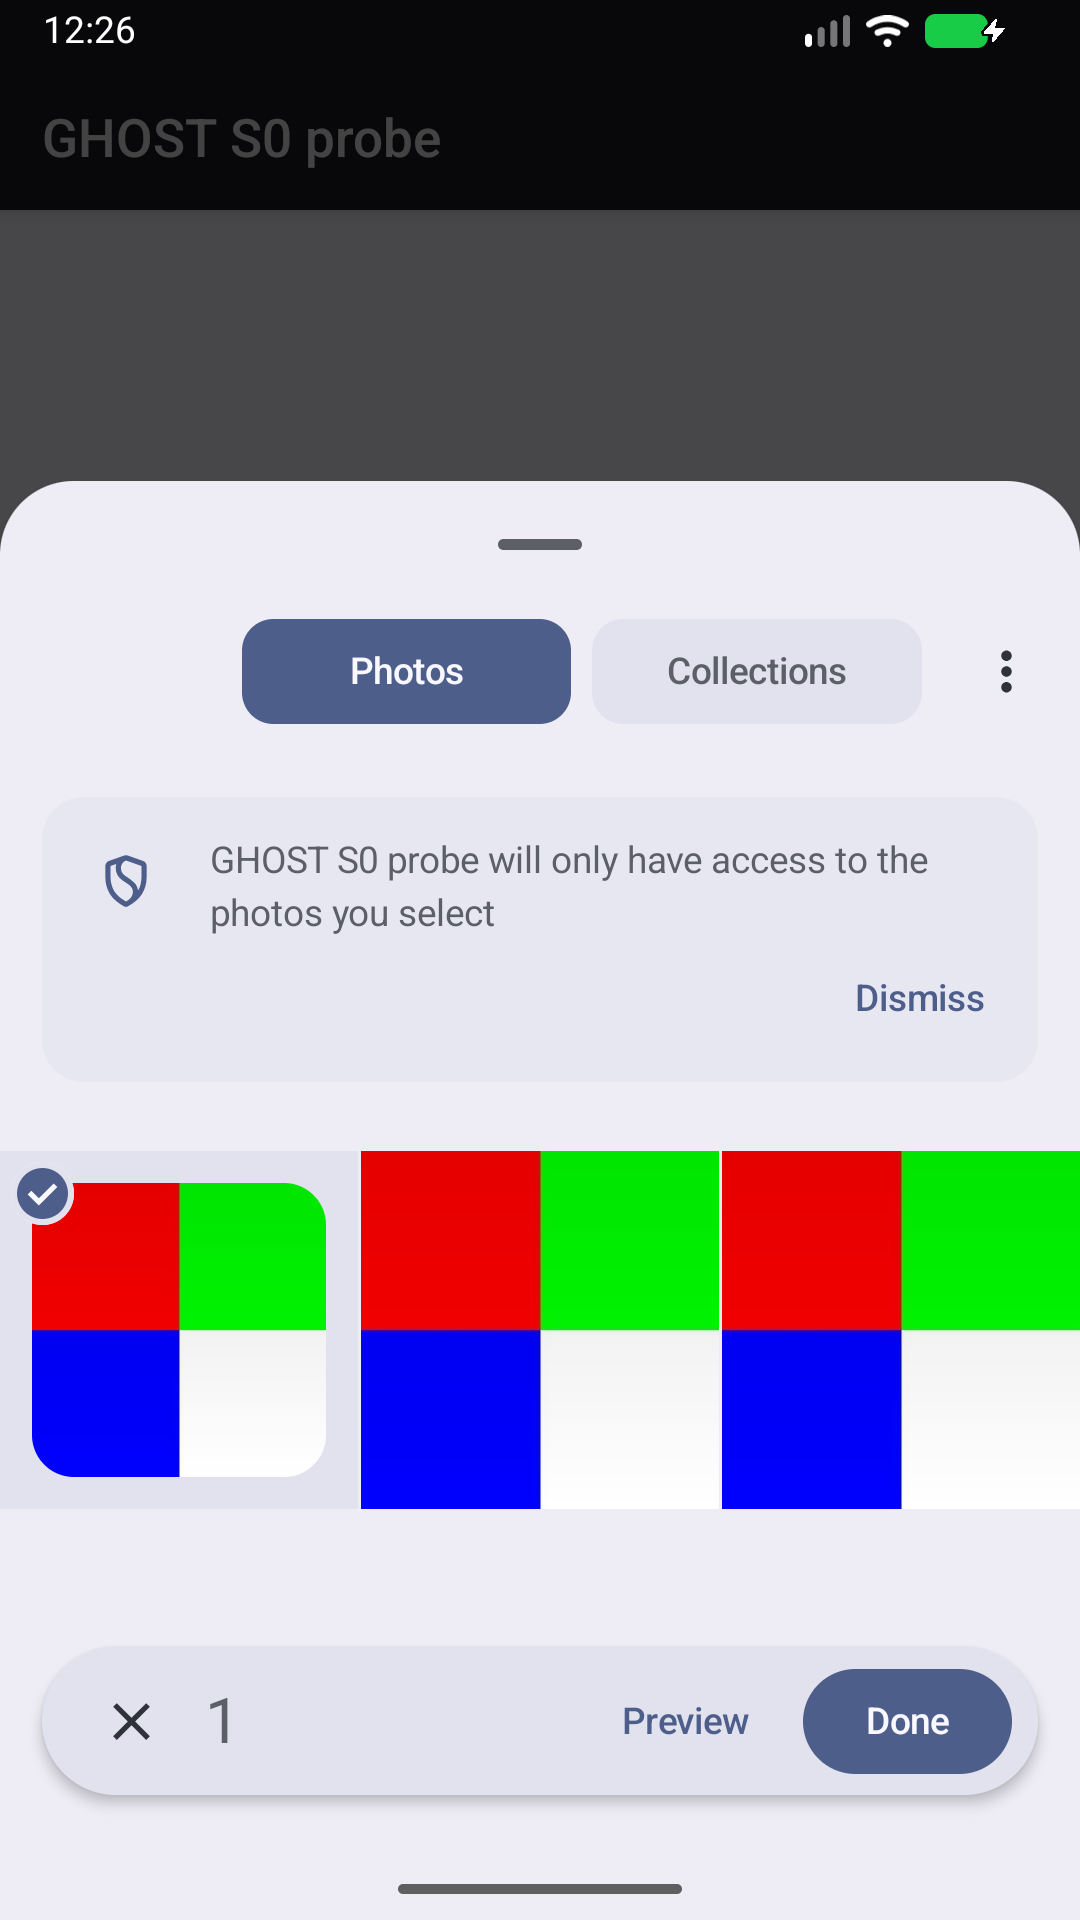 12:26
GHOST S0 probe
Photos
Collections
GHOST S0 probe will only have access to the
photos you select
Dismiss
1
Preview
Done